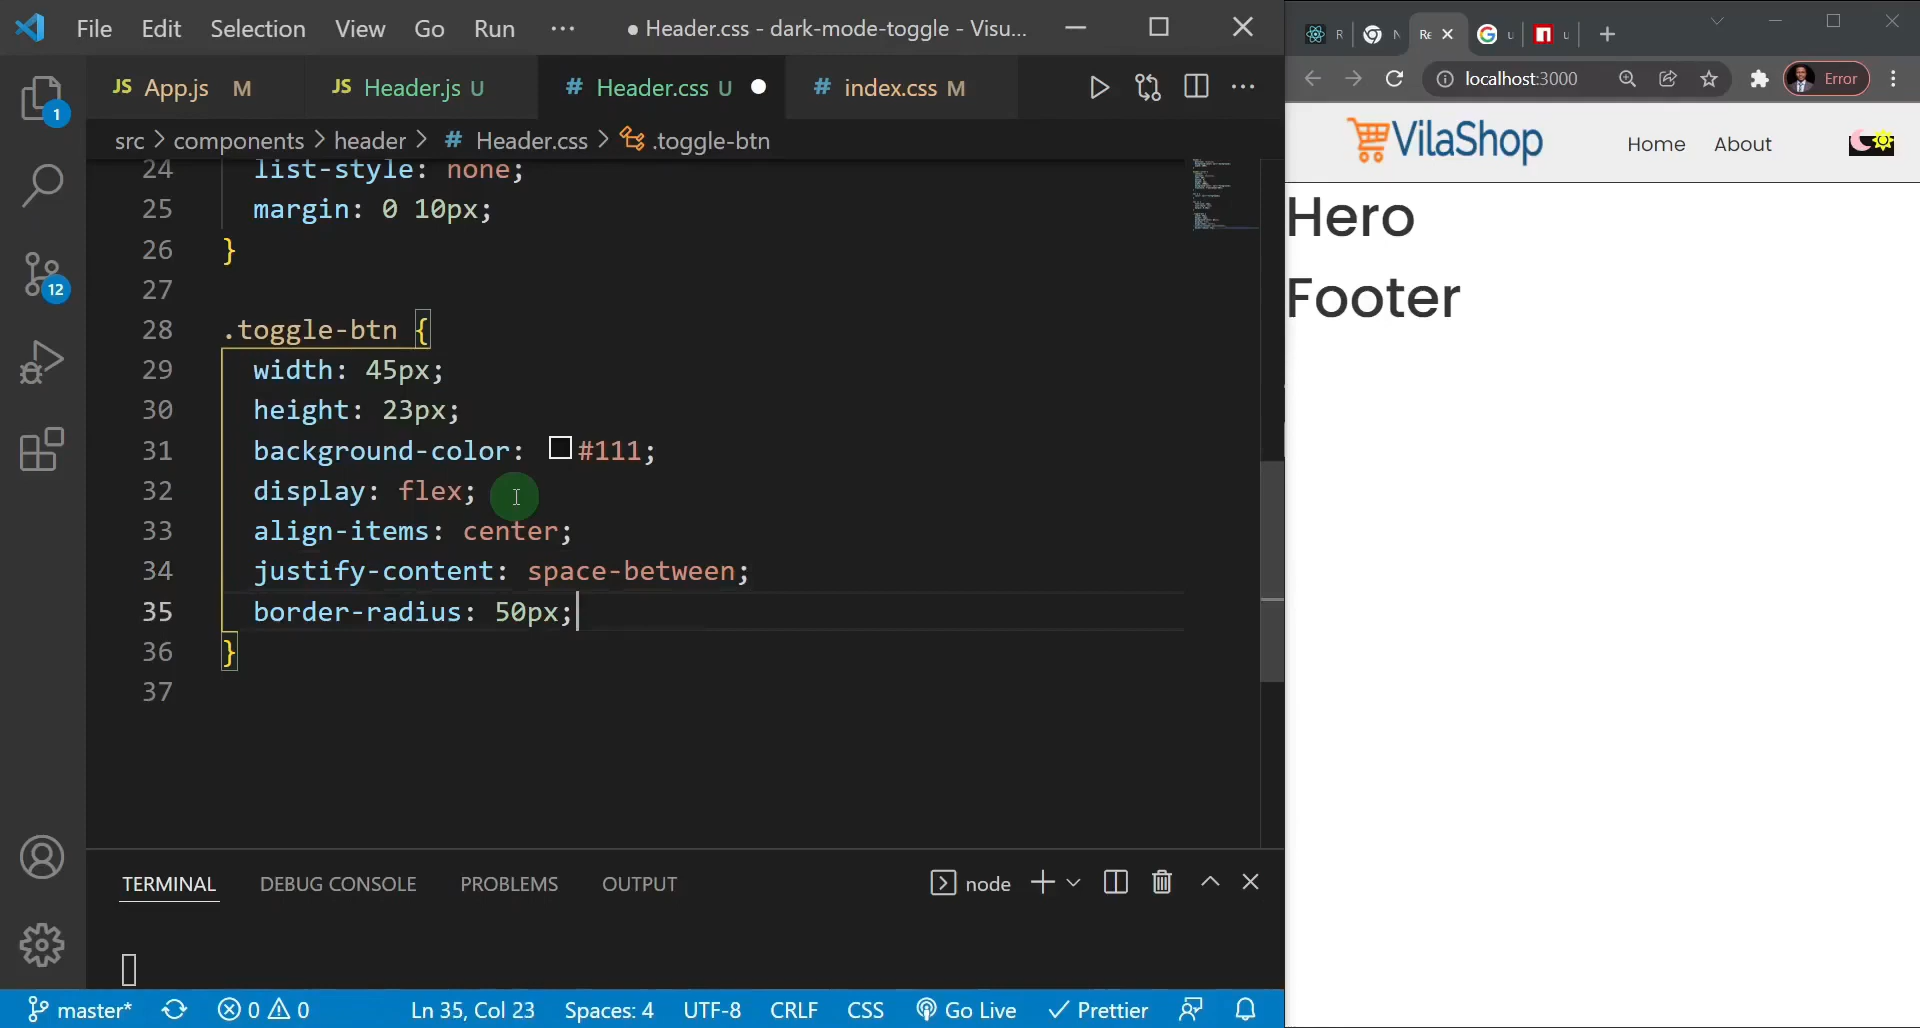 File Edit Selection View Go Run ··· ● Header.css - dark-mode-toggle - Visu...
JS App.js M JS Header.js U # Header.css U ● # index.css M
1
src > components > header > # Header.css > .toggle-btn
24 list-style: none;
25 margin: 0 10px;
26 }
27
28 .toggle-btn {
29 width: 45px;
30 height: 23px;
31 background-color: #111;
32 display: flex;
33 align-items: center;
34 justify-content: space-between;
35 border-radius: 50px;
36 }
37
12
TERMINAL DEBUG CONSOLE PROBLEMS OUTPUT node
master* 0 0 Ln 35, Col 23 Spaces: 4 UTF-8 CRLF CSS Go Live Prettier
R N Re u u
localhost:3000 Error
VilaShop Home About
Hero
Footer